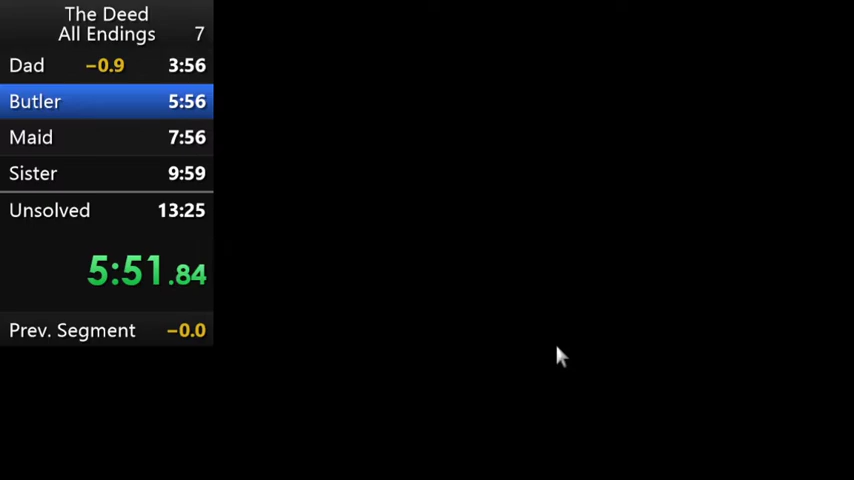 The Deed
All Endings 7
Dad −0.9 3:56
Butler 5:56
Maid 7:56
Sister 9:59
Unsolved 13:25
5:51.84
Prev. Segment −0.0